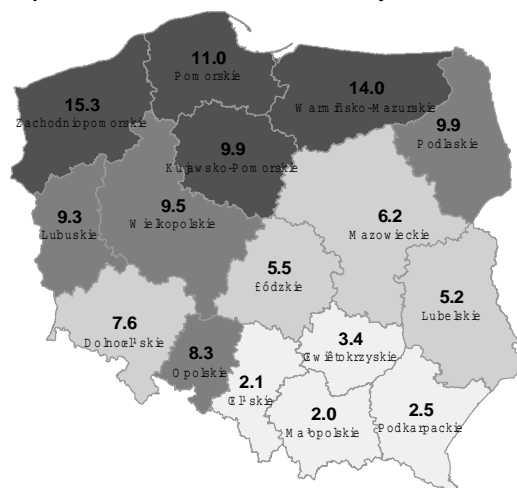 11.0
Pomorskie
14.0
Warmińsko-Mazurskie
15.3
Zachodniopomorskie
9.9
Kujawsko-Pomorskie
9.9
Podlaskie
9.3
Lubuskie
9.5
Wielkopolskie
6.2
Mazowieckie
5.5
£ódzkie
5.2
Lubelskie
7.6
Dolnoœl¹skie
8.3
Opolskie
3.4
Œwiêtokrzyskie
2.1
Œl¹skie
2.0
Ma³opolskie
2.5
Podkarpackie